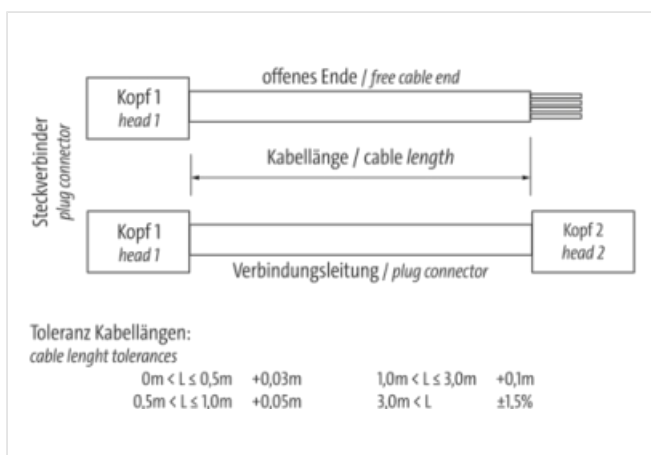 offenes Ende / free cable end
Kopf 1
head 1
Kabellänge / cable length
Steckverbinder
plug connector
Kopf 1
head 1
Kopf 2
head 2
Verbindungsleitung / plug connector
Toleranz Kabellängen:
cable lenght tolerances
0m < L ≤ 0,5m +0,03m 1,0m < L ≤ 3,0m +0,1m
0,5m < L ≤ 1,0m +0,05m 3,0m < L ±1,5%